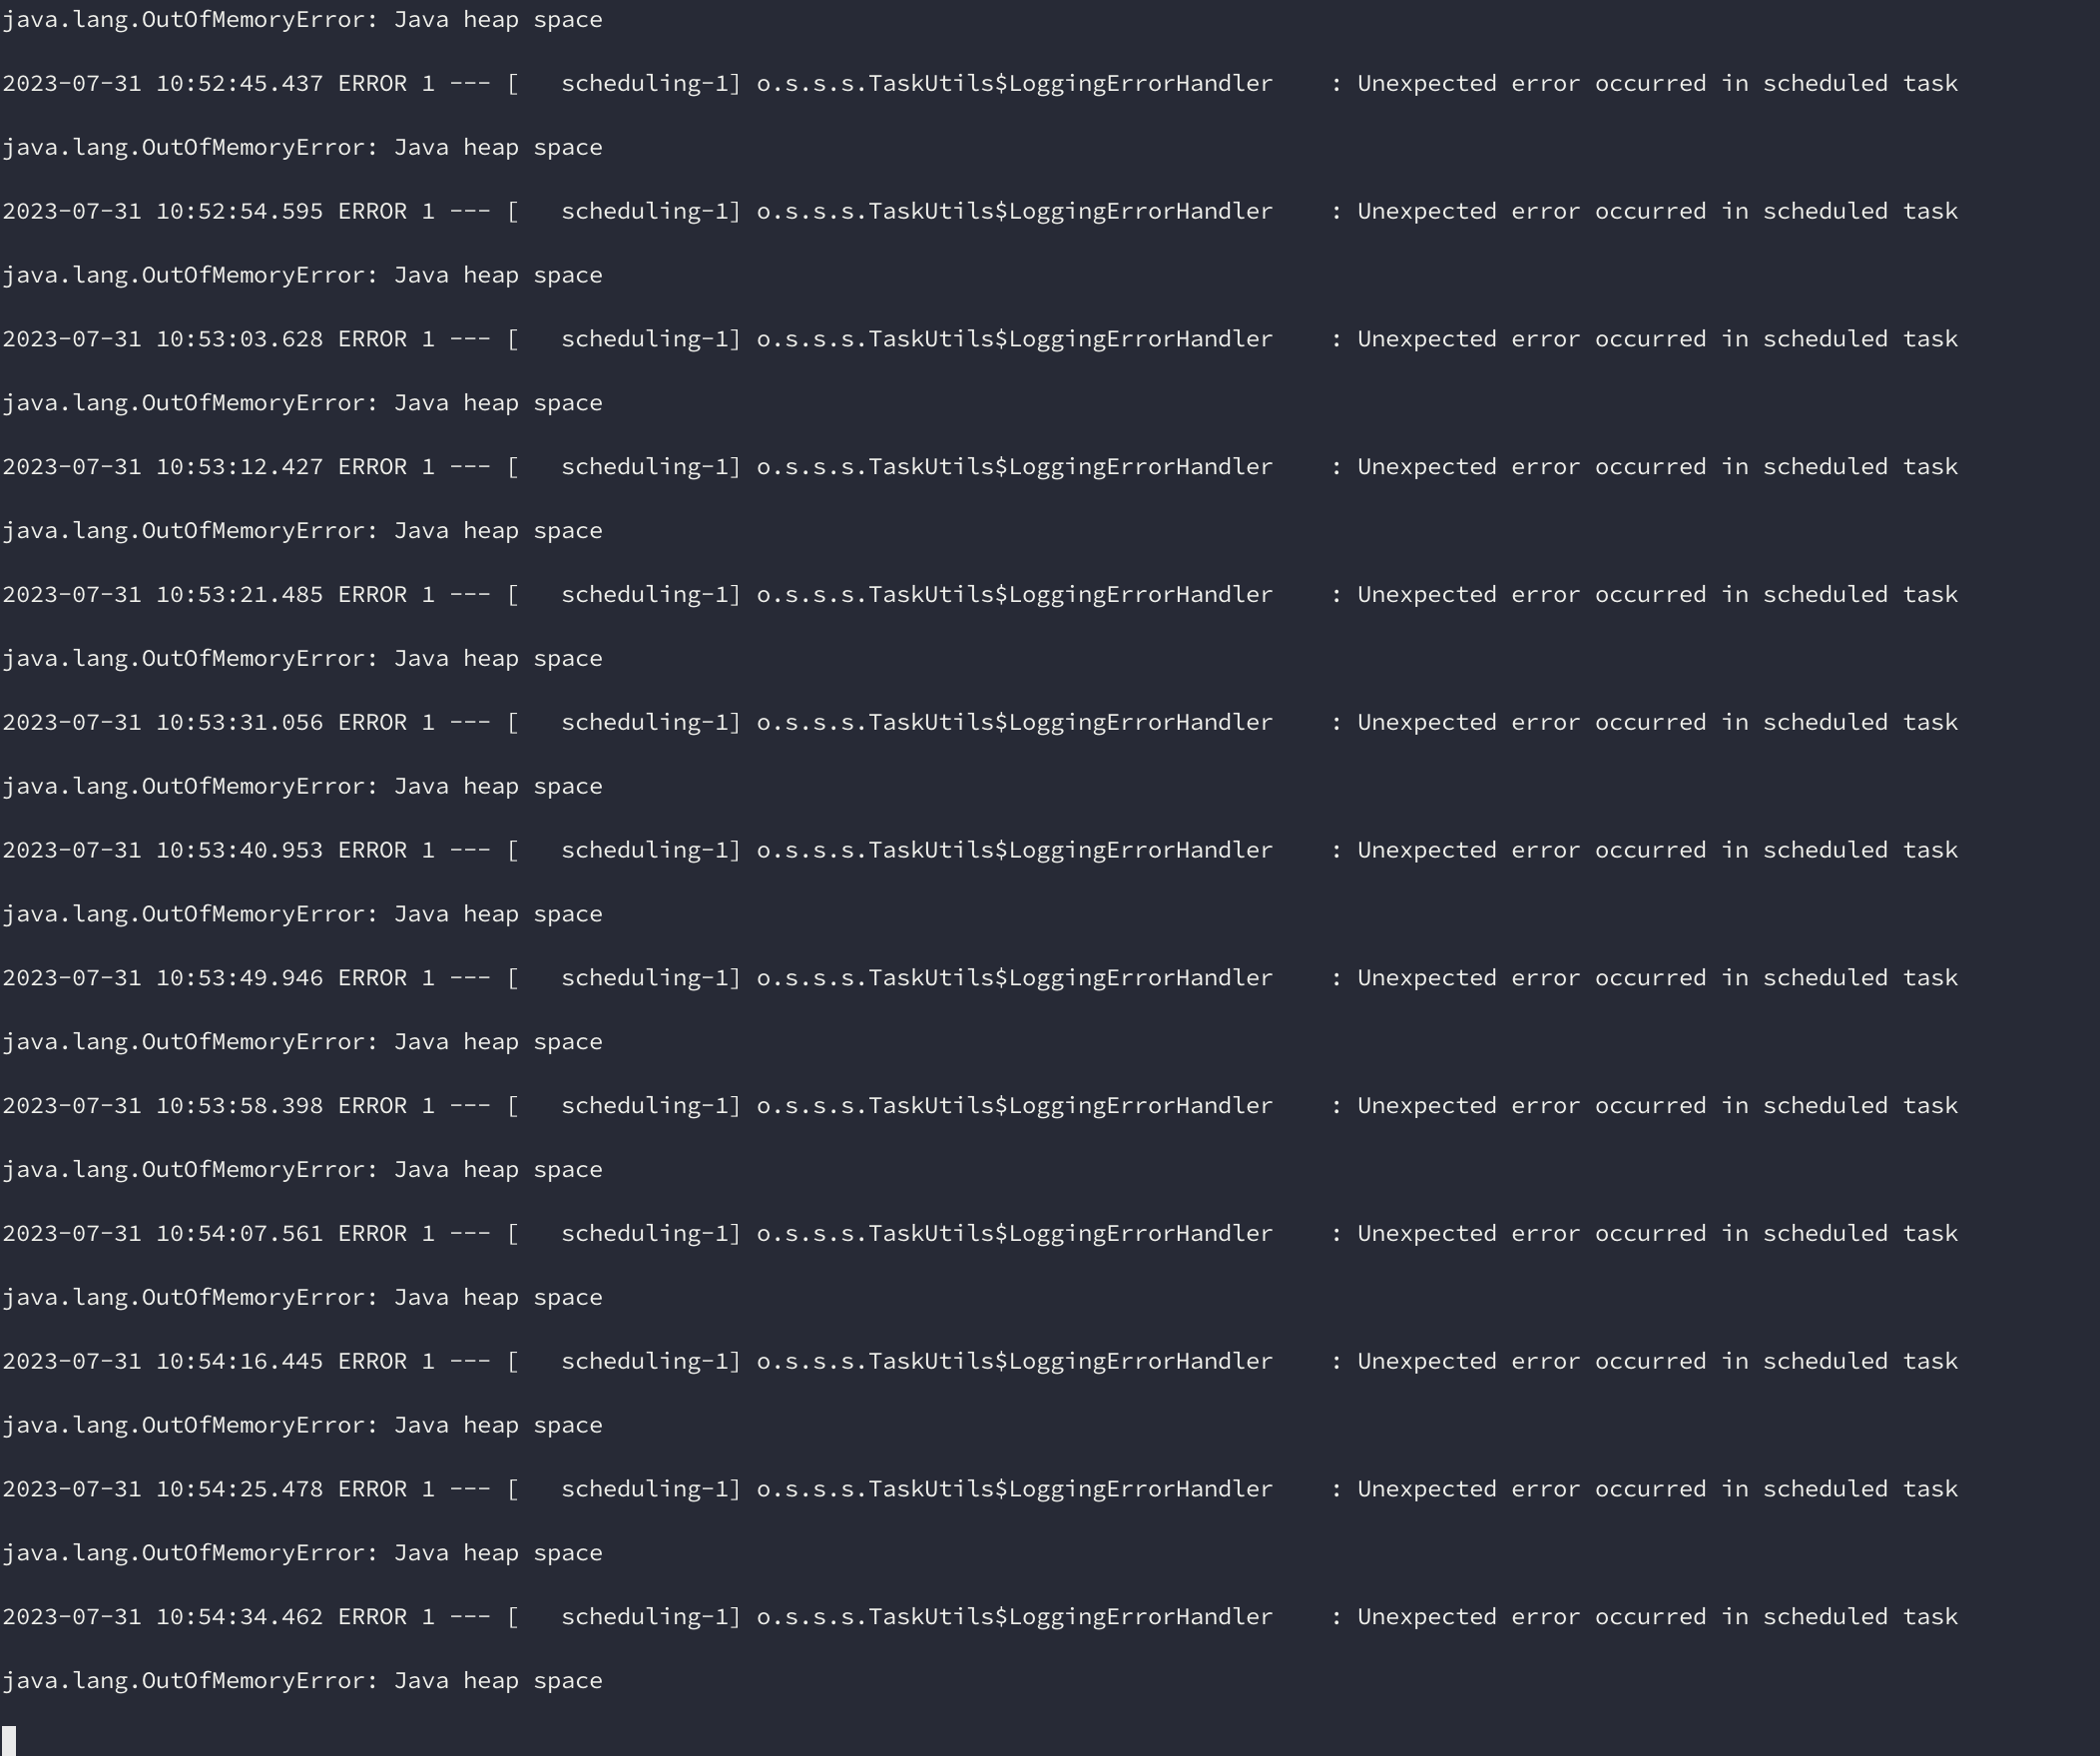 java.lang.OutOfMemoryError: Java heap space
2023-07-31 10:52:45.437 ERROR 1 --- [   scheduling-1] o.s.s.s.TaskUtils$LoggingErrorHandler    : Unexpected error occurred in scheduled task
java.lang.OutOfMemoryError: Java heap space
2023-07-31 10:52:54.595 ERROR 1 --- [   scheduling-1] o.s.s.s.TaskUtils$LoggingErrorHandler    : Unexpected error occurred in scheduled task
java.lang.OutOfMemoryError: Java heap space
2023-07-31 10:53:03.628 ERROR 1 --- [   scheduling-1] o.s.s.s.TaskUtils$LoggingErrorHandler    : Unexpected error occurred in scheduled task
java.lang.OutOfMemoryError: Java heap space
2023-07-31 10:53:12.427 ERROR 1 --- [   scheduling-1] o.s.s.s.TaskUtils$LoggingErrorHandler    : Unexpected error occurred in scheduled task
java.lang.OutOfMemoryError: Java heap space
2023-07-31 10:53:21.485 ERROR 1 --- [   scheduling-1] o.s.s.s.TaskUtils$LoggingErrorHandler    : Unexpected error occurred in scheduled task
java.lang.OutOfMemoryError: Java heap space
2023-07-31 10:53:31.056 ERROR 1 --- [   scheduling-1] o.s.s.s.TaskUtils$LoggingErrorHandler    : Unexpected error occurred in scheduled task
java.lang.OutOfMemoryError: Java heap space
2023-07-31 10:53:40.953 ERROR 1 --- [   scheduling-1] o.s.s.s.TaskUtils$LoggingErrorHandler    : Unexpected error occurred in scheduled task
java.lang.OutOfMemoryError: Java heap space
2023-07-31 10:53:49.946 ERROR 1 --- [   scheduling-1] o.s.s.s.TaskUtils$LoggingErrorHandler    : Unexpected error occurred in scheduled task
java.lang.OutOfMemoryError: Java heap space
2023-07-31 10:53:58.398 ERROR 1 --- [   scheduling-1] o.s.s.s.TaskUtils$LoggingErrorHandler    : Unexpected error occurred in scheduled task
java.lang.OutOfMemoryError: Java heap space
2023-07-31 10:54:07.561 ERROR 1 --- [   scheduling-1] o.s.s.s.TaskUtils$LoggingErrorHandler    : Unexpected error occurred in scheduled task
java.lang.OutOfMemoryError: Java heap space
2023-07-31 10:54:16.445 ERROR 1 --- [   scheduling-1] o.s.s.s.TaskUtils$LoggingErrorHandler    : Unexpected error occurred in scheduled task
java.lang.OutOfMemoryError: Java heap space
2023-07-31 10:54:25.478 ERROR 1 --- [   scheduling-1] o.s.s.s.TaskUtils$LoggingErrorHandler    : Unexpected error occurred in scheduled task
java.lang.OutOfMemoryError: Java heap space
2023-07-31 10:54:34.462 ERROR 1 --- [   scheduling-1] o.s.s.s.TaskUtils$LoggingErrorHandler    : Unexpected error occurred in scheduled task
java.lang.OutOfMemoryError: Java heap space